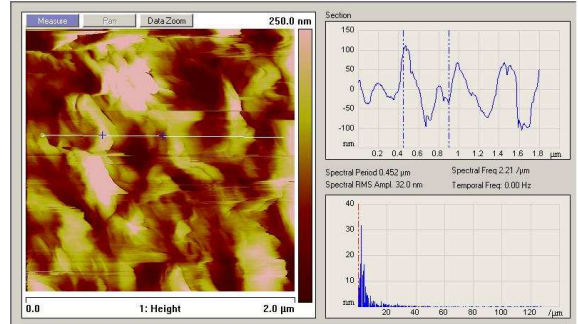 Measure Pan Data Zoom 250.0 nm
0.0 1: Height 2.0 µm
Section
150
100
50
0
-50
-100
nm
0.2 0.4 0.6 0.8 1 1.2 1.4 1.6 1.8 µm
Spectral Period 0.452 µm Spectral Freq 2.21 /µm
Spectral RMS Ampl. 32.0 nm Temporal Freq: 0.00 Hz
40
30
20
10
nm
20 40 60 80 100 120 /µm